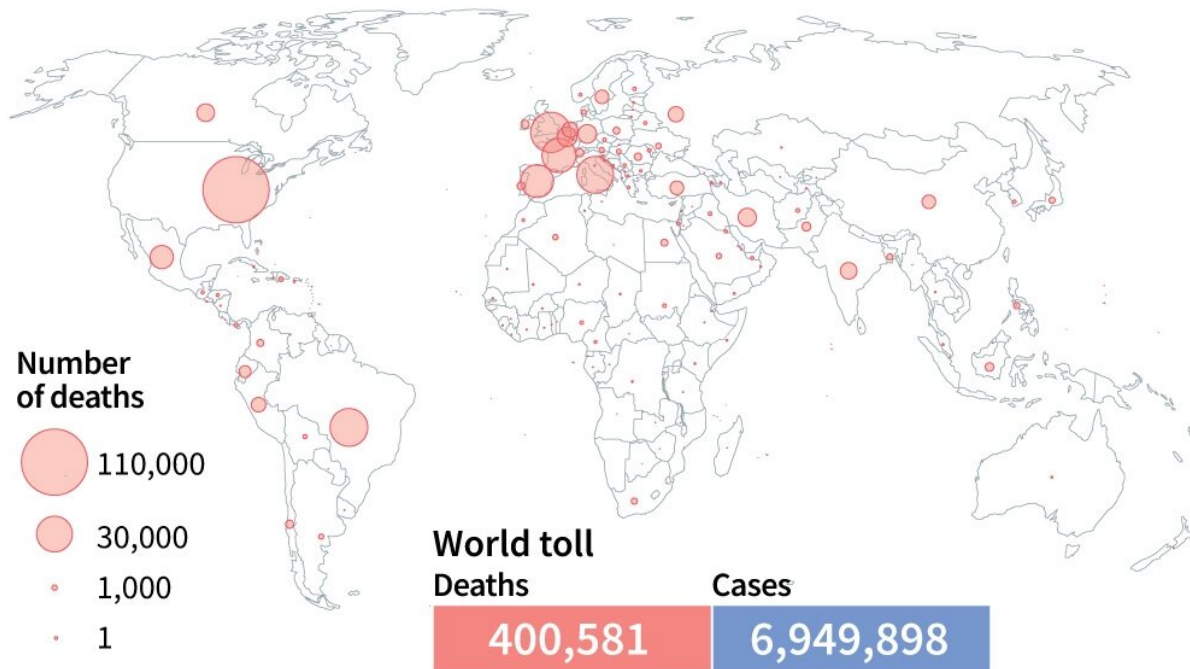 Number
of deaths
110,000
30,000
1,000
1
World toll
Deaths Cases
400,581 6,949,898